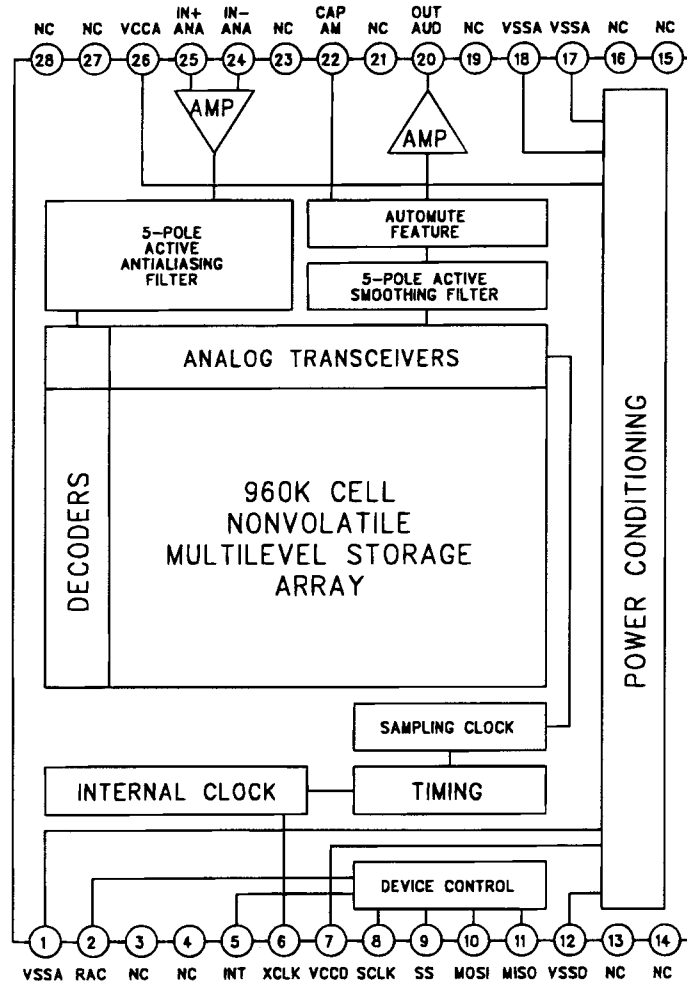 IN+ IN- CAP OUT
NC NC VCCA ANA ANA NC AM NC AUD NC VSSA VSSA NC NC
28 27 26 25 24 23 22 21 20 19 18 17 16 15
AMP
AMP
5-POLE
ACTIVE
ANTIALIASING
FILTER
AUTOMUTE
FEATURE
5-POLE ACTIVE
SMOOTHING FILTER
ANALOG TRANSCEIVERS
DECODERS
960K CELL
NONVOLATILE
MULTILEVEL STORAGE
ARRAY
POWER CONDITIONING
SAMPLING CLOCK
INTERNAL CLOCK
TIMING
DEVICE CONTROL
1 2 3 4 5 6 7 8 9 10 11 12 13 14
VSSA RAC NC NC INT XCLK VCCD SCLK SS MOSI MISO VSSD NC NC